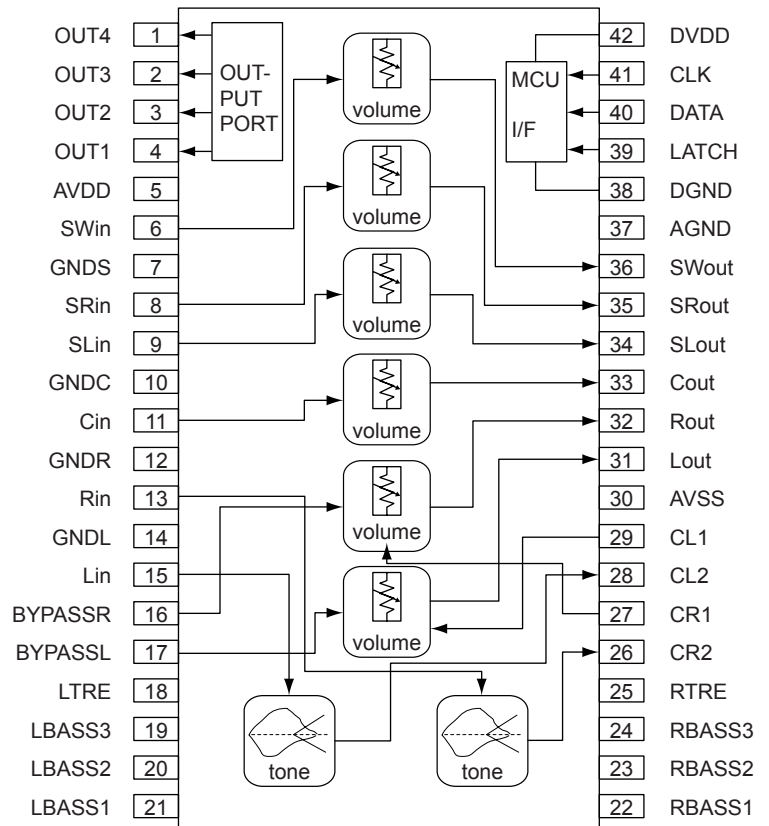 OUT4 1
OUT3 2
OUT2 3
OUT1 4
AVDD 5
SWin 6
GNDS 7
SRin 8
SLin 9
GNDC 10
Cin 11
GNDR 12
Rin 13
GNDL 14
Lin 15
BYPASSR 16
BYPASSL 17
LTRE 18
LBASS3 19
LBASS2 20
LBASS1 21
OUT-
PUT
PORT
volume
volume
volume
volume
volume
volume
tone
tone
MCU
I/F
42 DVDD
41 CLK
40 DATA
39 LATCH
38 DGND
37 AGND
36 SWout
35 SRout
34 SLout
33 Cout
32 Rout
31 Lout
30 AVSS
29 CL1
28 CL2
27 CR1
26 CR2
25 RTRE
24 RBASS3
23 RBASS2
22 RBASS1